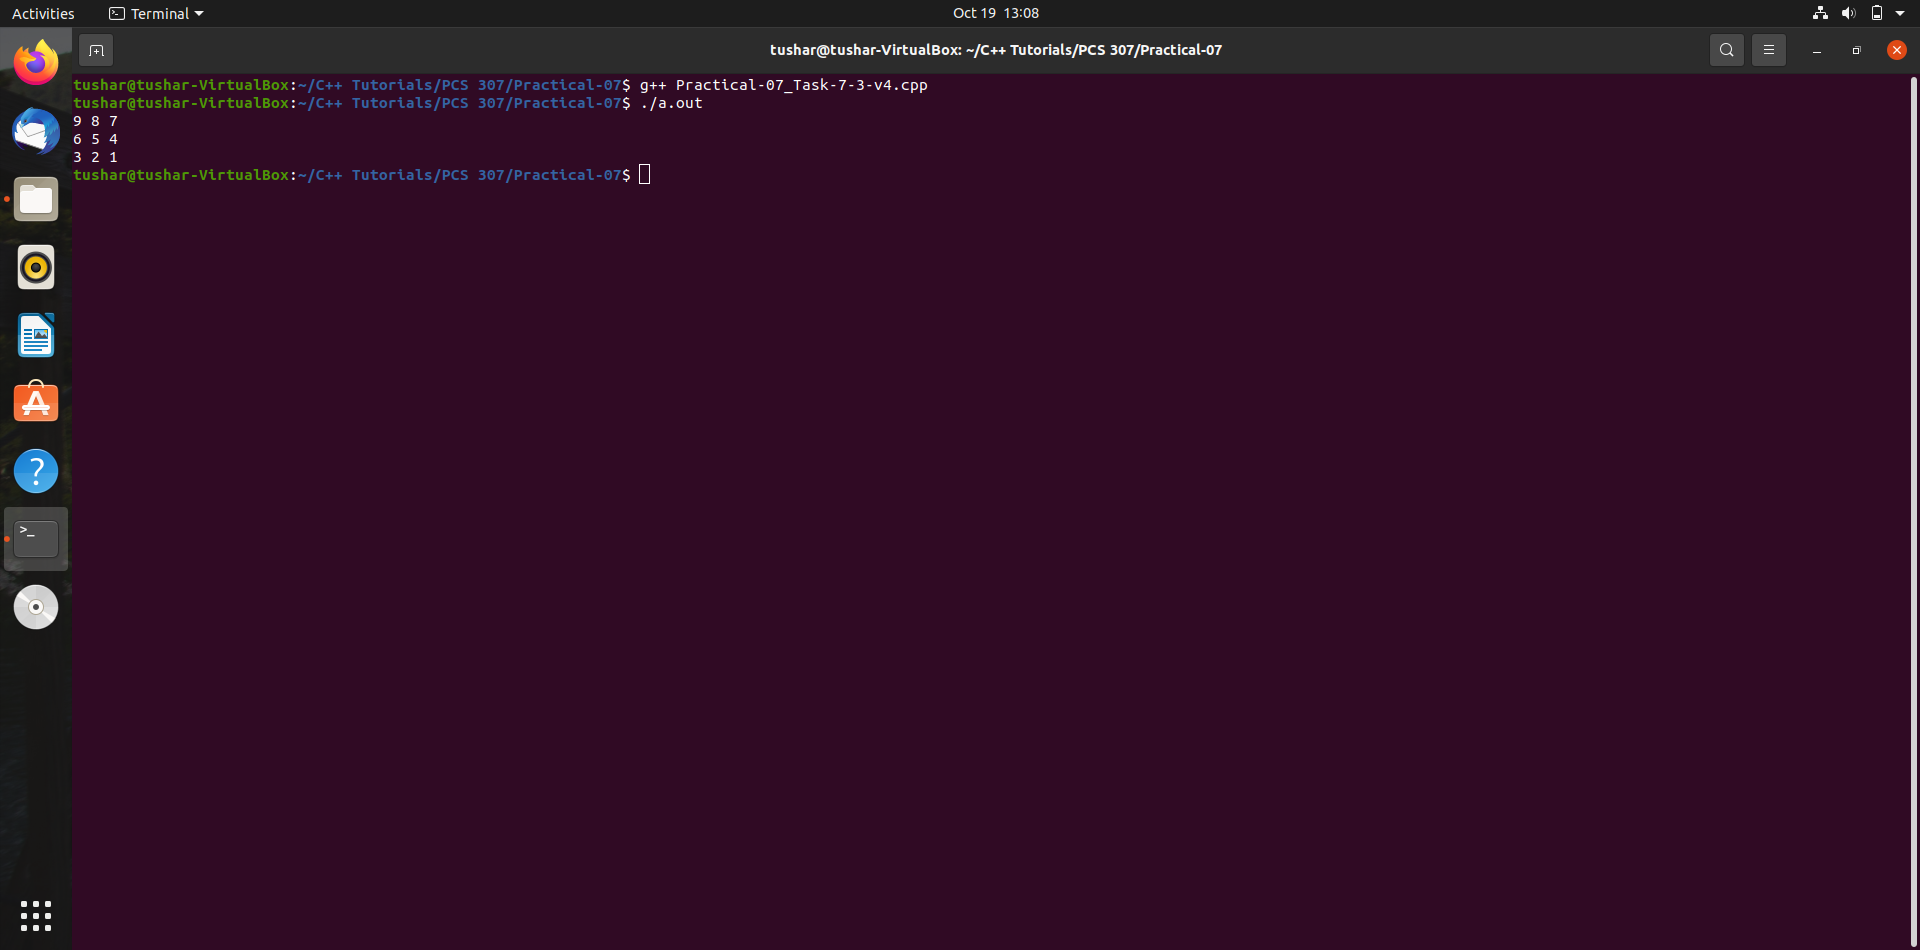 Activities Terminal Oct 19 13:08
tushar@tushar-VirtualBox: ~/C++ Tutorials/PCS 307/Practical-07
tushar@tushar-VirtualBox:~/C++ Tutorials/PCS 307/Practical-07$ g++ Practical-07_Task-7-3-v4.cpp
tushar@tushar-VirtualBox:~/C++ Tutorials/PCS 307/Practical-07$ ./a.out
9 8 7
6 5 4
3 2 1
tushar@tushar-VirtualBox:~/C++ Tutorials/PCS 307/Practical-07$